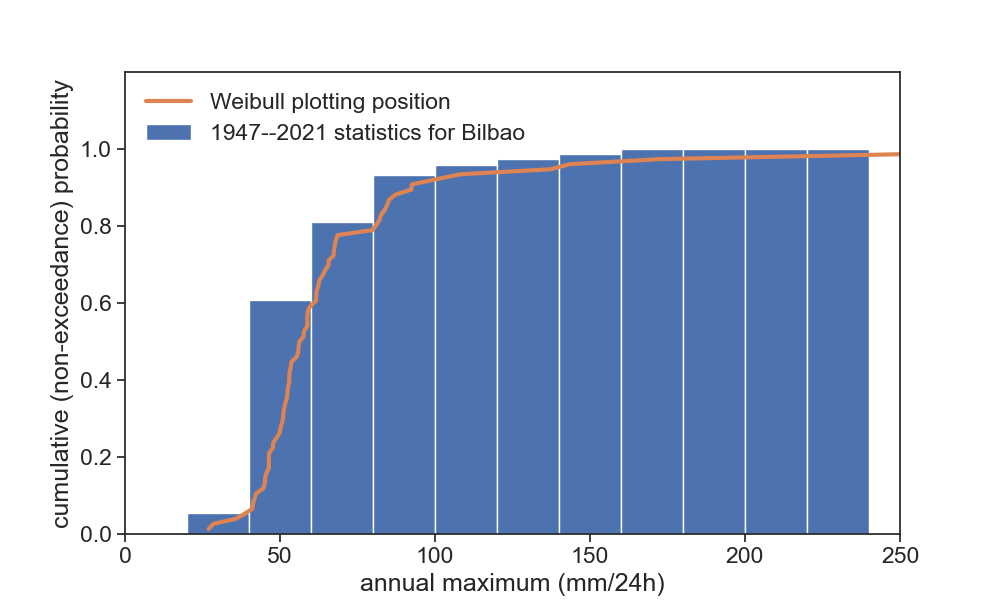 Weibull plotting position
1947--2021 statistics for Bilbao
cumulative (non-exceedance) probability
1.0
0.8
0.6
0.4
0.2
0.0
0 50 100 150 200 250
annual maximum (mm/24h)